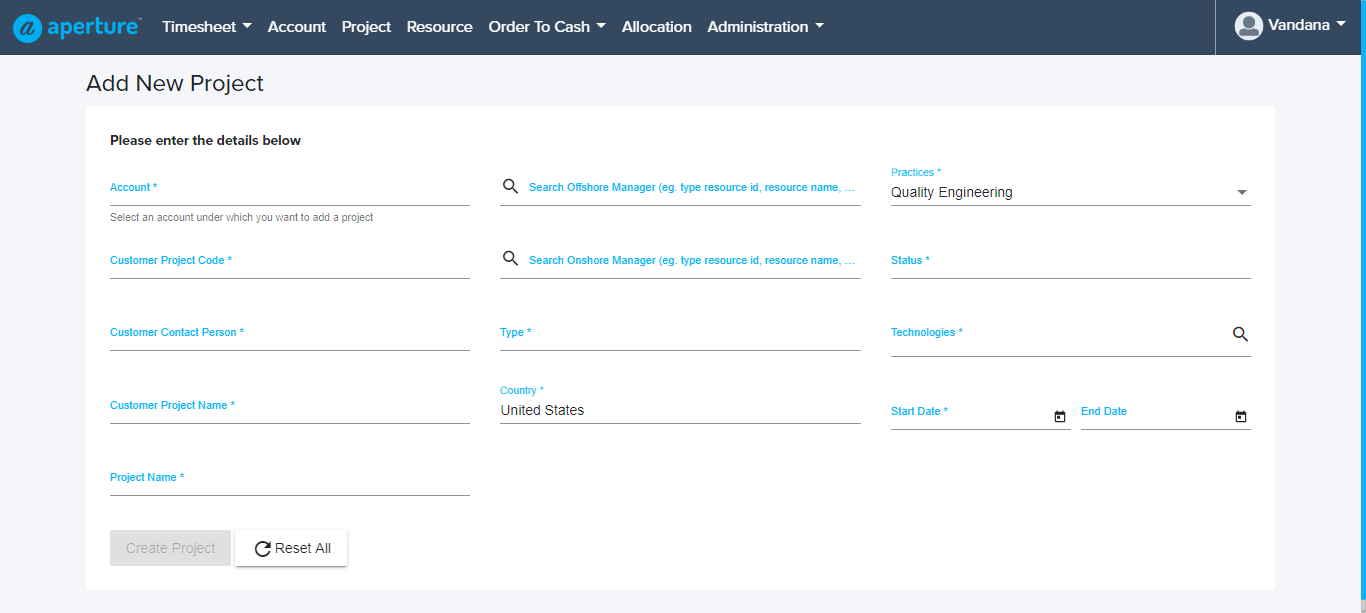 aperture Timesheet Account Project Resource Order To Cash Allocation Administration Vandana
Add New Project
Please enter the details below
Account *
Select an account under which you want to add a project
Search Offshore Manager (eg. type resource id, resource name, ...
Practices *
Quality Engineering
Customer Project Code *
Search Onshore Manager (eg. type resource id, resource name, ...
Status *
Customer Contact Person *
Type *
Technologies *
Customer Project Name *
Country *
United States
Start Date *
End Date
Project Name *
Create Project
Reset All